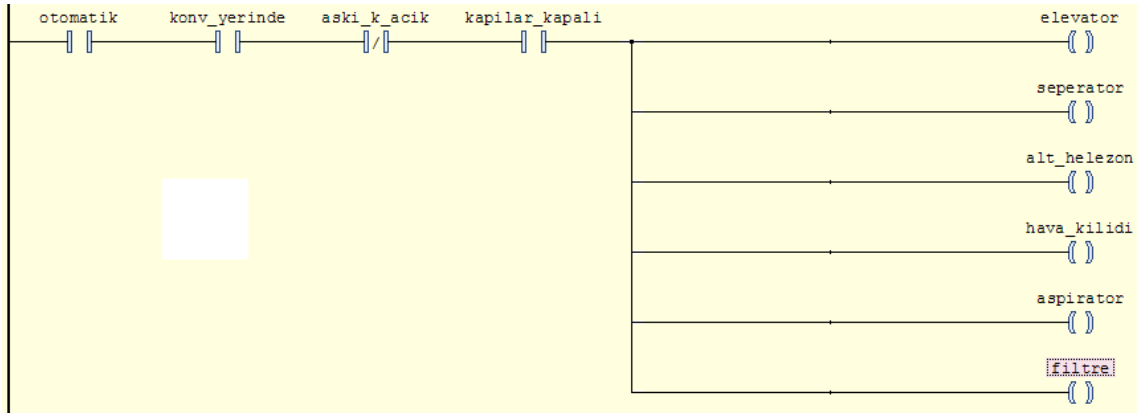 otomatik konv_yerinde aski_k_acik kapilar_kapali elevator
seperator
alt_helezon
hava_kilidi
aspirator
filtre